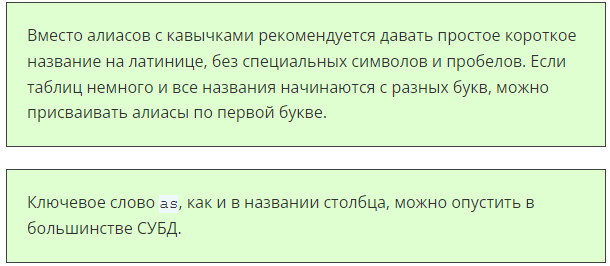 Вместо алиасов с кавычками рекомендуется давать простое короткое
название на латинице, без специальных символов и пробелов. Если
таблиц немного и все названия начинаются с разных букв, можно
присваивать алиасы по первой букве.
Ключевое слово as, как и в названии столбца, можно опустить в
большинстве СУБД.